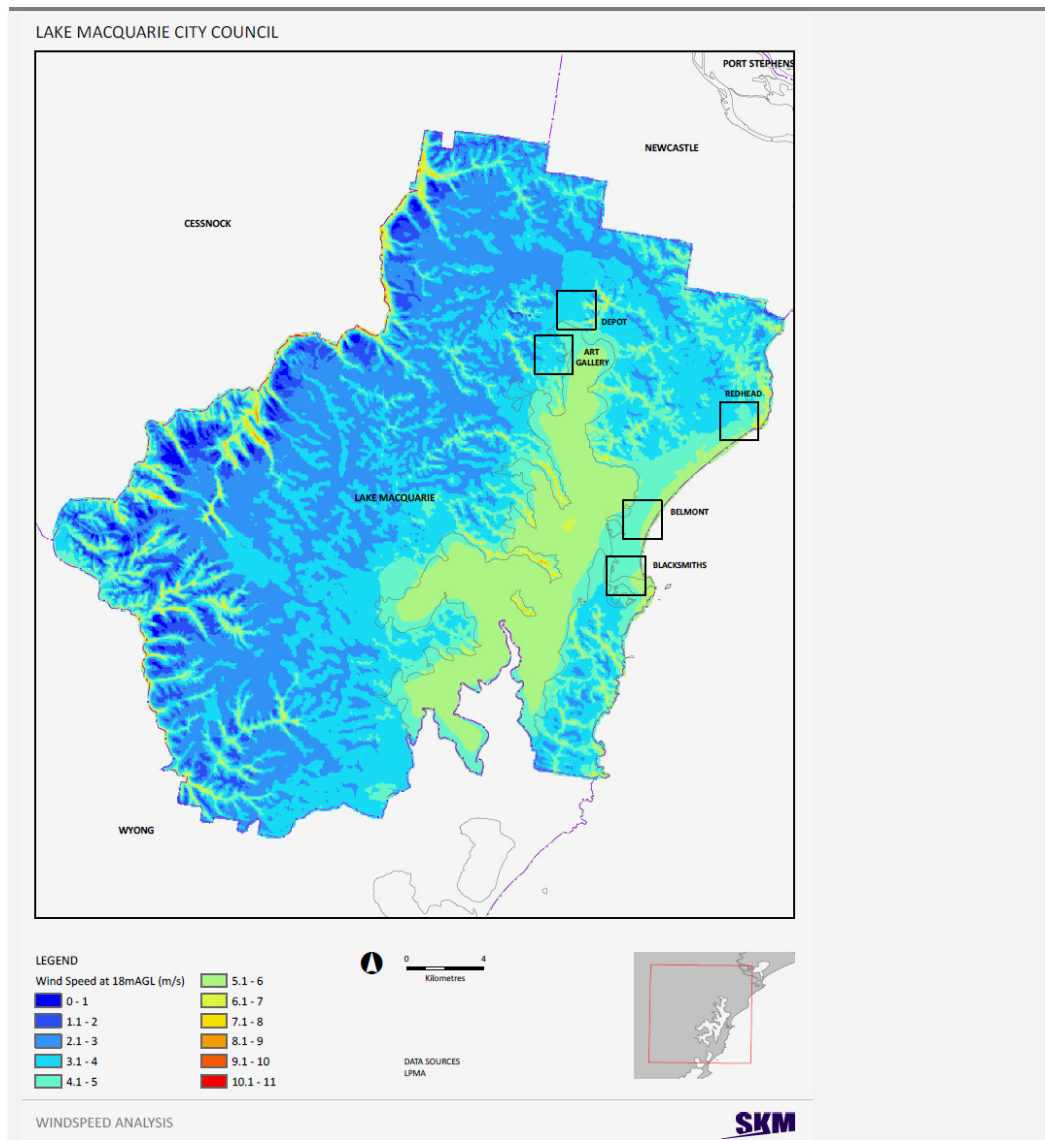 LAKE MACQUARIE CITY COUNCIL
PORT STEPHENS
NEWCASTLE
CESSNOCK
DEPOT
ART
GALLERY
REDHEAD
LAKE MACQUARIE
BELMONT
BLACKSMITHS
WYONG
LEGEND
Wind Speed at 18mAGL (m/s)
0 - 1
1.1 - 2
2.1 - 3
3.1 - 4
4.1 - 5
5.1 - 6
6.1 - 7
7.1 - 8
8.1 - 9
9.1 - 10
10.1 - 11
0 4
Kilometres
DATA SOURCES
LPMA
WINDSPEED ANALYSIS
SKM